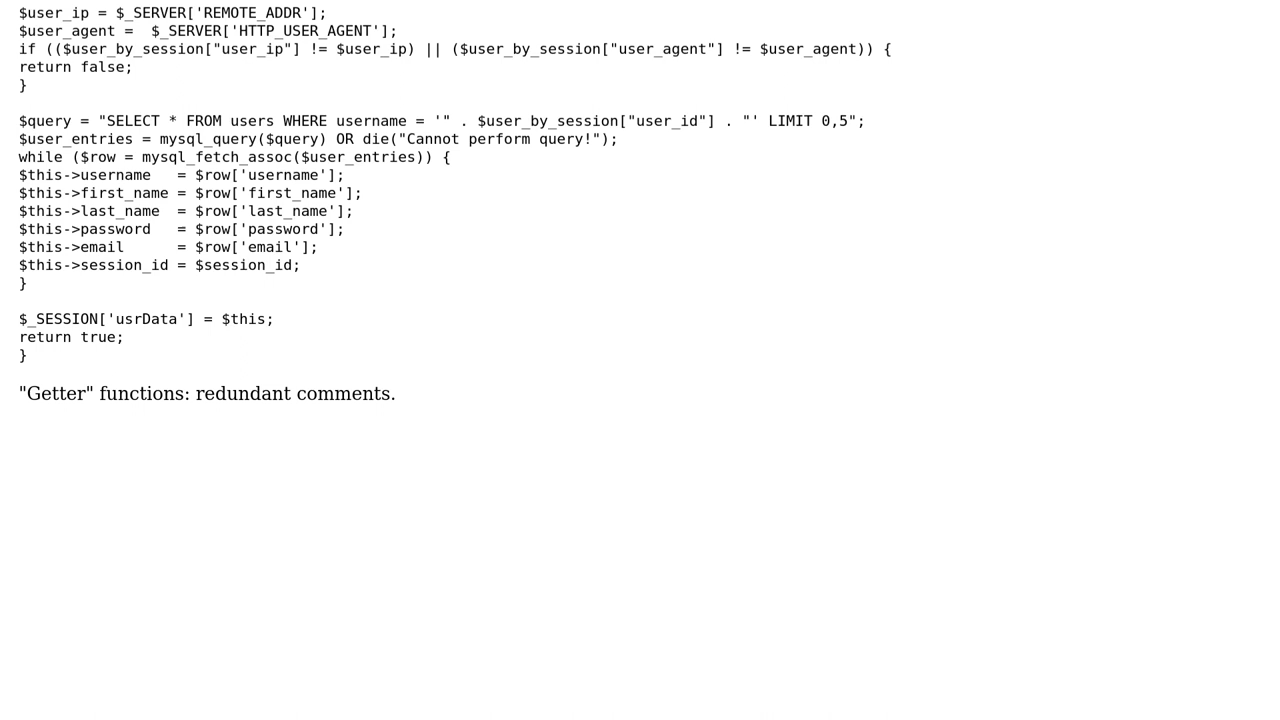 $user_ip = $_SERVER['REMOTE_ADDR'];
$user_agent =  $_SERVER['HTTP_USER_AGENT'];
if (($user_by_session["user_ip"] != $user_ip) || ($user_by_session["user_agent"] != $user_agent)) {
return false;
}

$query = "SELECT * FROM users WHERE username = '" . $user_by_session["user_id"] . "' LIMIT 0,5";
$user_entries = mysql_query($query) OR die("Cannot perform query!");
while ($row = mysql_fetch_assoc($user_entries)) {
$this->username   = $row['username'];
$this->first_name = $row['first_name'];
$this->last_name  = $row['last_name'];
$this->password   = $row['password'];
$this->email      = $row['email'];
$this->session_id = $session_id;
}

$_SESSION['usrData'] = $this;
return true;
}

"Getter" functions: redundant comments.